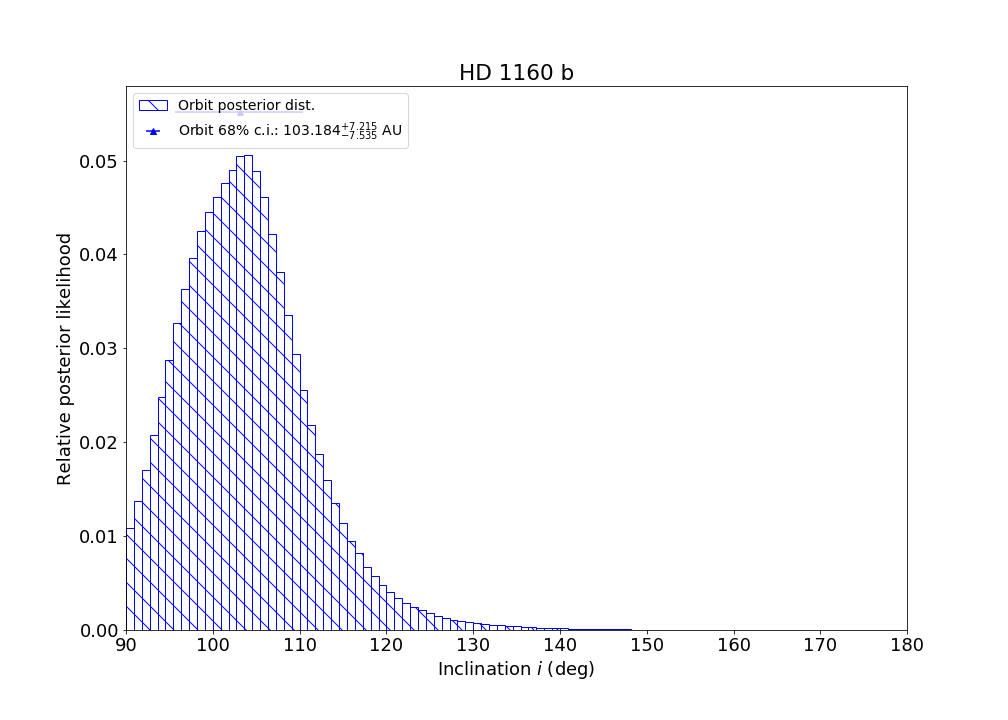 HD 1160 b
Orbit posterior dist.
Orbit 68% c.i.: 103.184+7.215−7.535 AU
Relative posterior likelihood
0.05
0.04
0.03
0.02
0.01
0.00
90 100 110 120 130 140 150 160 170 180
Inclination i (deg)